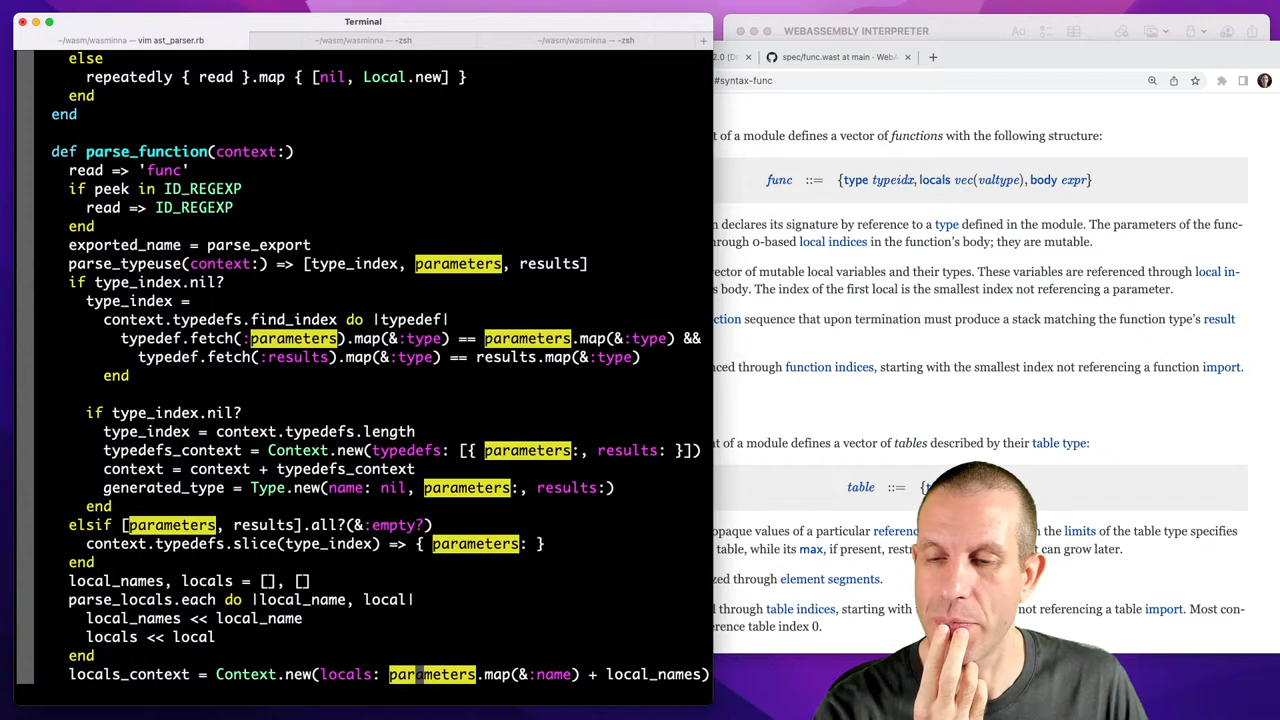 Terminal
~/wasm/wasminna — vim ast_parser.rb
~/wasm/wasminna — -zsh
~/wasm/wasminna — -zsh
+
else
repeatedly { read }.map { [nil, Local.new] }
end
end
def parse_function(context:)
read => 'func'
if peek in ID_REGEXP
read => ID_REGEXP
end
exported_name = parse_export
parse_typeuse(context:) => [type_index, parameters, results]
if type_index.nil?
type_index =
context.typedefs.find_index do |typedef|
typedef.fetch(:parameters).map(&:type) == parameters.map(&:type) &&
typedef.fetch(:results).map(&:type) == results.map(&:type)
end
if type_index.nil?
type_index = context.typedefs.length
typedefs_context = Context.new(typedefs: [{ parameters:, results: }])
context = context + typedefs_context
generated_type = Type.new(name: nil, parameters:, results:)
end
elsif [parameters, results].all?(&:empty?)
context.typedefs.slice(type_index) => { parameters: }
end
local_names, locals = [], []
parse_locals.each do |local_name, local|
local_names << local_name
locals << local
end
locals_context = Context.new(locals: parameters.map(&:name) + local_names)
WEBASSEMBLY INTERPRETER
2.0 (D
spec/func.wast at main · WebA
#syntax-func
t of a module defines a vector of functions with the following structure:
func ::= {type typeidx, locals vec(valtype), body expr}
n declares its signature by reference to a type defined in the module. The parameters of the func-
hrough 0-based local indices in the function's body; they are mutable.
vector of mutable local variables and their types. These variables are referenced through local in-
s body. The index of the first local is the smallest index not referencing a parameter.
ction sequence that upon termination must produce a stack matching the function type's result
nced through function indices, starting with the smallest index not referencing a function import.
t of a module defines a vector of tables described by their table type:
table ::= {t
opaque values of a particular referen the limits of the table type specifies
table, while its max, if present, restr t can grow later.
zed through element segments.
d through table indices, starting with not referencing a table import. Most con-
erence table index 0.